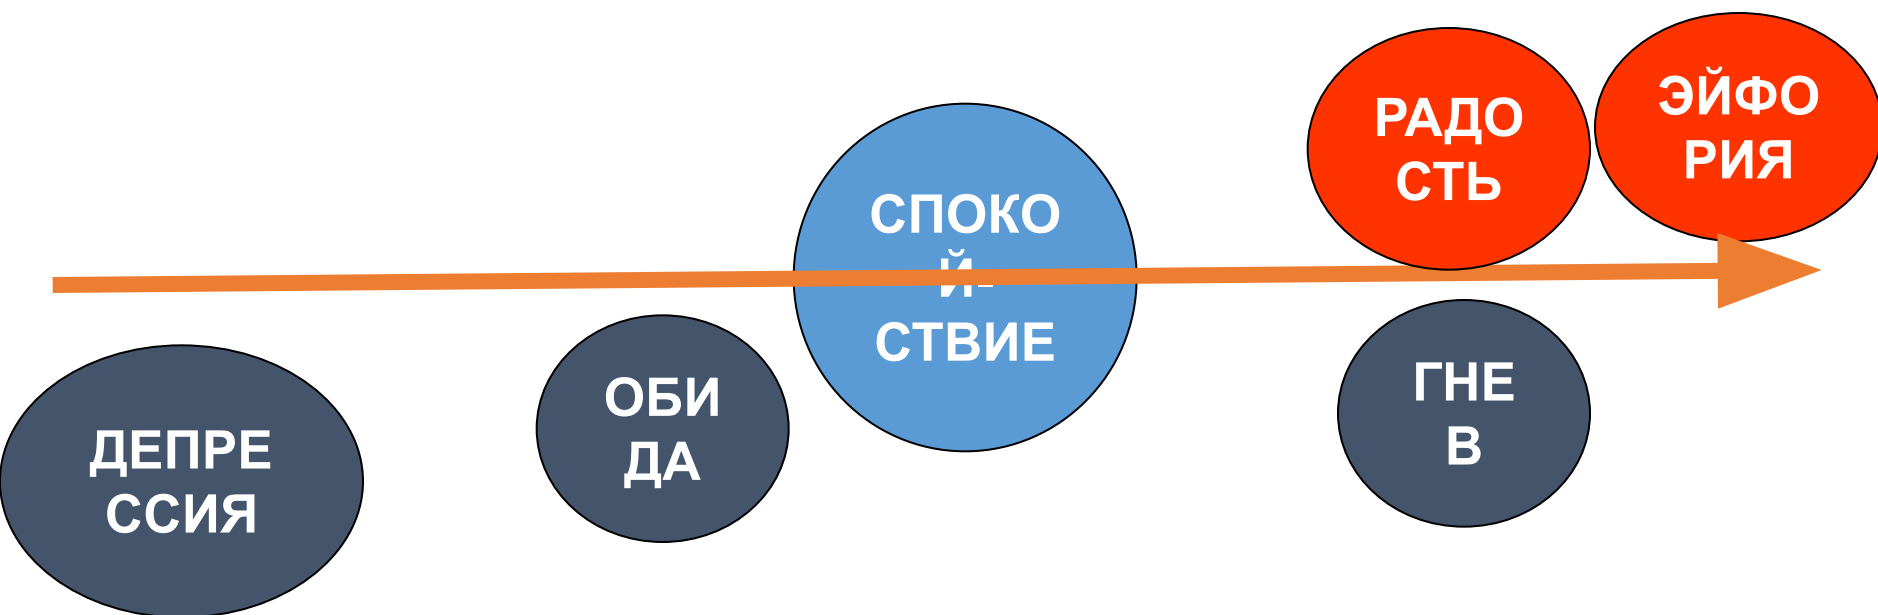 ДЕПРЕ
ССИЯ
ОБИ
ДА
СПОКО
Й-
СТВИЕ
РАДО
СТЬ
ЭЙФО
РИЯ
ГНЕ
В